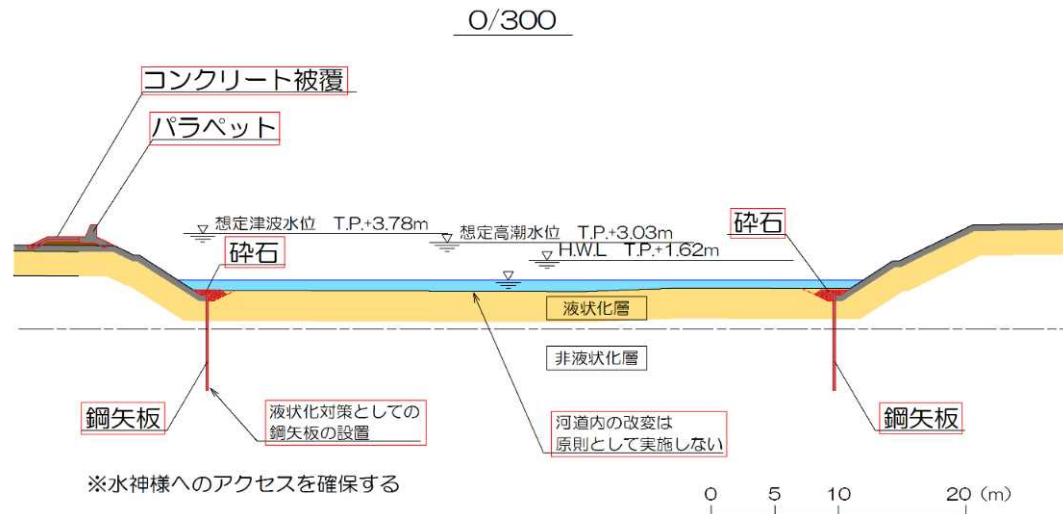 0/300
コンクリート被覆
パラペット
想定津波水位 T.P.+3.78m
想定高潮水位 T.P.+3.03m
H.W.L T.P.+1.62m
砕石
砕石
液状化層
非液状化層
鋼矢板
液状化対策としての
鋼矢板の設置
河道内の改変は
原則として実施しない
鋼矢板
※水神様へのアクセスを確保する
0 5 10 20 (m)